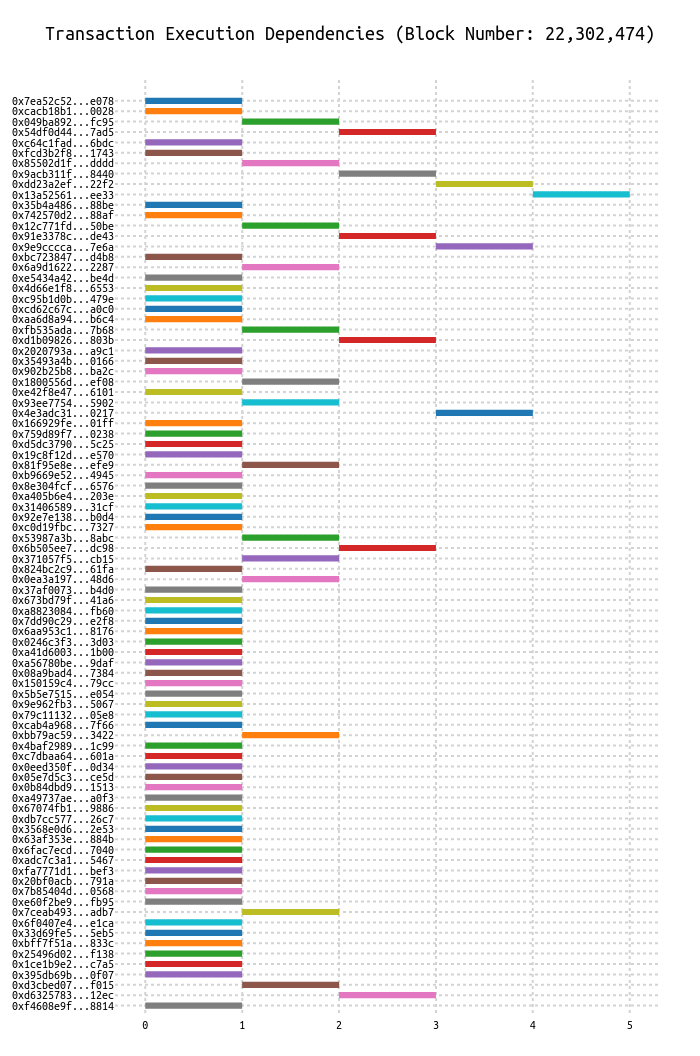 Transaction Execution Dependencies (Block Number: 22,302,474)
0x7ea52c52...e078
0xcacb18b1...0028
0x049ba892...fc95
0x54df0d44...7ad5
0xc64c1fad...6bdc
0xfcd3b2f8...1743
0x85502d1f...dddd
0x9acb311f...8440
0xdd23a2ef...22f2
0x13a52561...ee33
0x35b4a486...88be
0x742570d2...88af
0x12c771fd...50be
0x91e3378c...de43
0x9e9cccca...7e6a
0xbc723847...d4b8
0x6a9d1622...2287
0xe5434a42...be4d
0x4d66e1f8...6553
0xc95b1d0b...479e
0xcd62c67c...a0c0
0xaa6d8a94...b6c4
0xfb535ada...7b68
0xd1b09826...803b
0x2020793a...a9c1
0x35493a4b...0166
0x902b25b8...ba2c
0x1800556d...ef08
0xe42f8e47...6101
0x93ee7754...5902
0x4e3adc31...0217
0x166929fe...01ff
0x759d89f7...0238
0xd5dc3790...5c25
0x19c8f12d...e570
0x81f95e8e...efe9
0xb9669e52...4945
0x8e304fcf...6576
0xa405b6e4...203e
0x31406589...31cf
0x92e7e138...b0d4
0xc0d19fbc...7327
0x53987a3b...8abc
0x6b505ee7...dc98
0x371057f5...cb15
0x824bc2c9...61fa
0x0ea3a197...48d6
0x37af0073...b4d0
0x673bd79f...41a6
0xa8823084...fb60
0x7dd90c29...e2f8
0x6aa953c1...8176
0x0246c3f3...3d03
0xa41d6003...1b00
0xa56780be...9daf
0x08a9bad4...7384
0x150159c4...79cc
0x5b5e7515...e054
0x9e962fb3...5067
0x79c11132...05e8
0xcab4a968...7f66
0xbb79ac59...3422
0x4baf2989...1c99
0xc7dbaa64...601a
0x0eed350f...0d34
0x05e7d5c3...ce5d
0x0b84dbd9...1513
0xa49737ae...a0f3
0x67074fb1...9886
0xdb7cc577...26c7
0x3568e0d6...2e53
0x63af353e...884b
0x6fac7ecd...7040
0xadc7c3a1...5467
0xfa7771d1...bef3
0x20bf0acb...791a
0x7b85404d...0568
0xe60f2be9...fb95
0x7ceab493...adb7
0x6f0407e4...e1ca
0x33d69fe5...5eb5
0xbff7f51a...833c
0x25496d02...f138
0x1ce1b9e2...c7a5
0x395db69b...0f07
0xd3cbed07...f015
0xd6325783...12ec
0xf4608e9f...8814
0 1 2 3 4 5